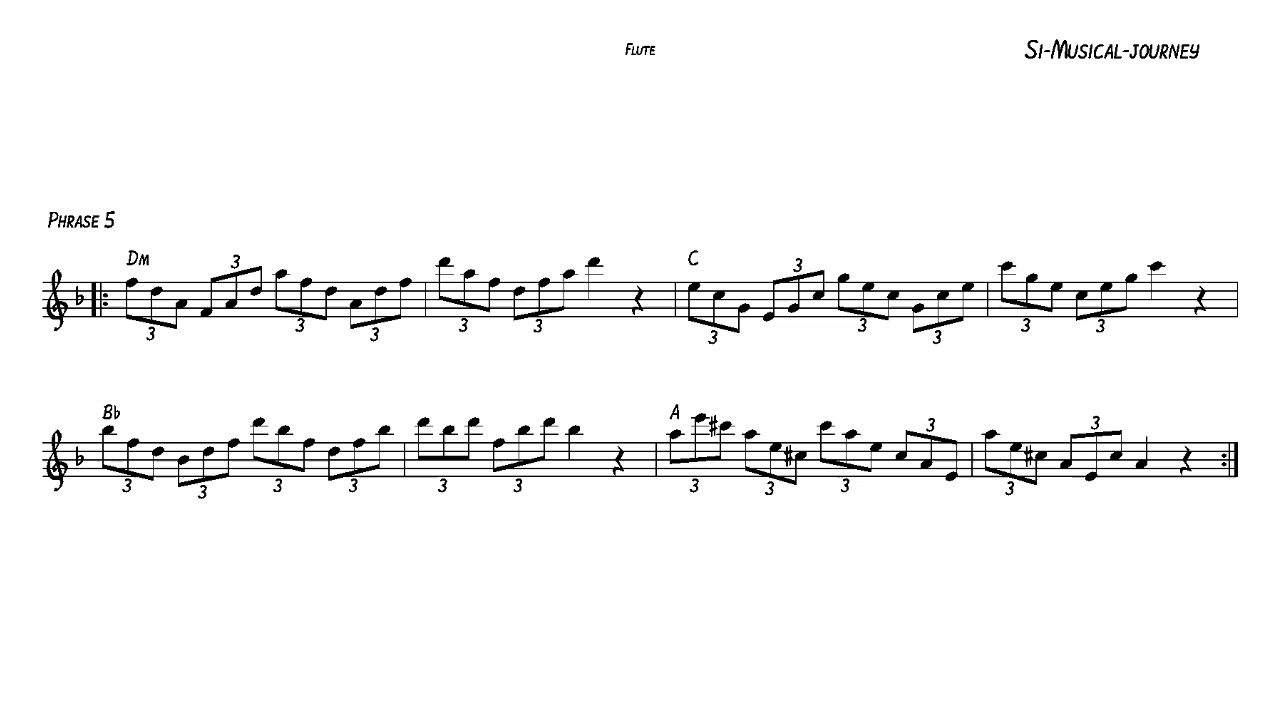 Flute
Si-Musical-journey
Phrase 5
Dm C
3 3 3 3 3 3 3 3 3 3 3 3
B♭ A
3 3 3 3 3 3 3 3 3 3 3 3